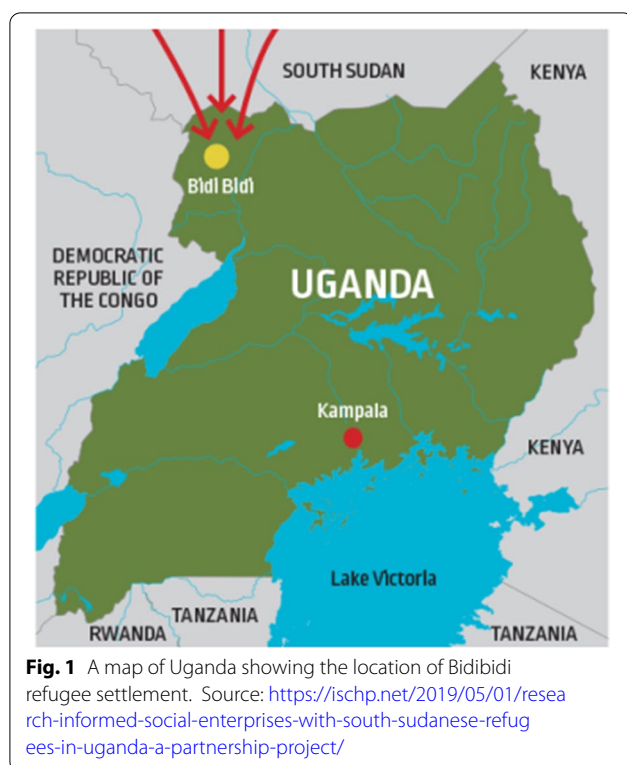 SOUTH SUDAN
KENYA
Bidi Bidi
DEMOCRATIC
REPUBLIC OF
THE CONGO
UGANDA
Kampala
KENYA
Lake Victoria
TANZANIA
RWANDA
TANZANIA
Fig. 1 A map of Uganda showing the location of Bidibidi
refugee settlement. Source: https://ischp.net/2019/05/01/resea
rch-informed-social-enterprises-with-south-sudanese-refug
ees-in-uganda-a-partnership-project/